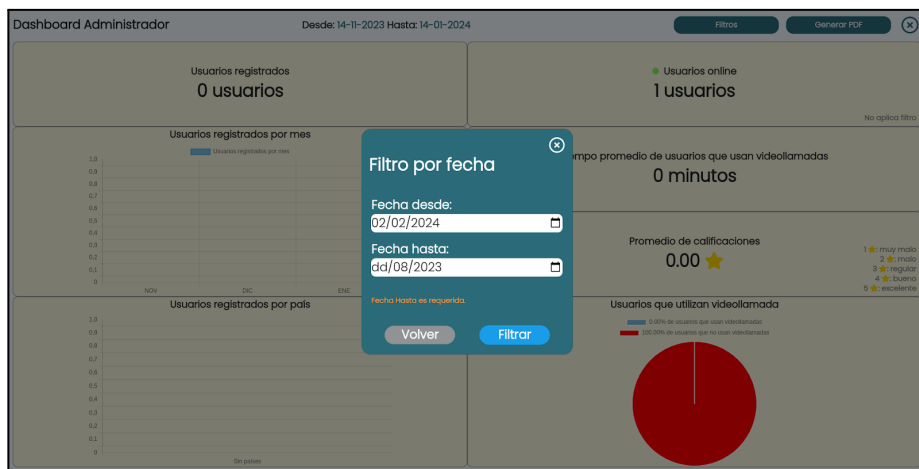 Dashboard Administrador
Desde: 14-11-2023 Hasta: 14-01-2024
Filtros
Generar PDF
Usuarios registrados
0 usuarios
Usuarios online
1 usuarios
No aplica filtro
Usuarios registrados por mes
Usuarios registrados por mes
1,0
0,9
0,8
0,7
0,6
0,5
0,4
0,3
0,2
0,1
0
NOV DIC ENE
mpo promedio de usuarios que usan videollamadas
0 minutos
Promedio de calificaciones
0.00
1 : muy malo
2 : malo
3 : regular
4 : bueno
5 : excelente
Filtro por fecha
Fecha desde:
02/02/2024
Fecha hasta:
dd/08/2023
Fecha Hasta es requerida.
Volver
Filtrar
Usuarios registrados por país
1,0
0,9
0,8
0,7
0,6
0,5
0,4
0,3
0,2
0,1
0
Sin países
Usuarios que utilizan videollamada
0.00% de usuarios que usan videollamadas
100.00% de usuarios que no usan videollamadas